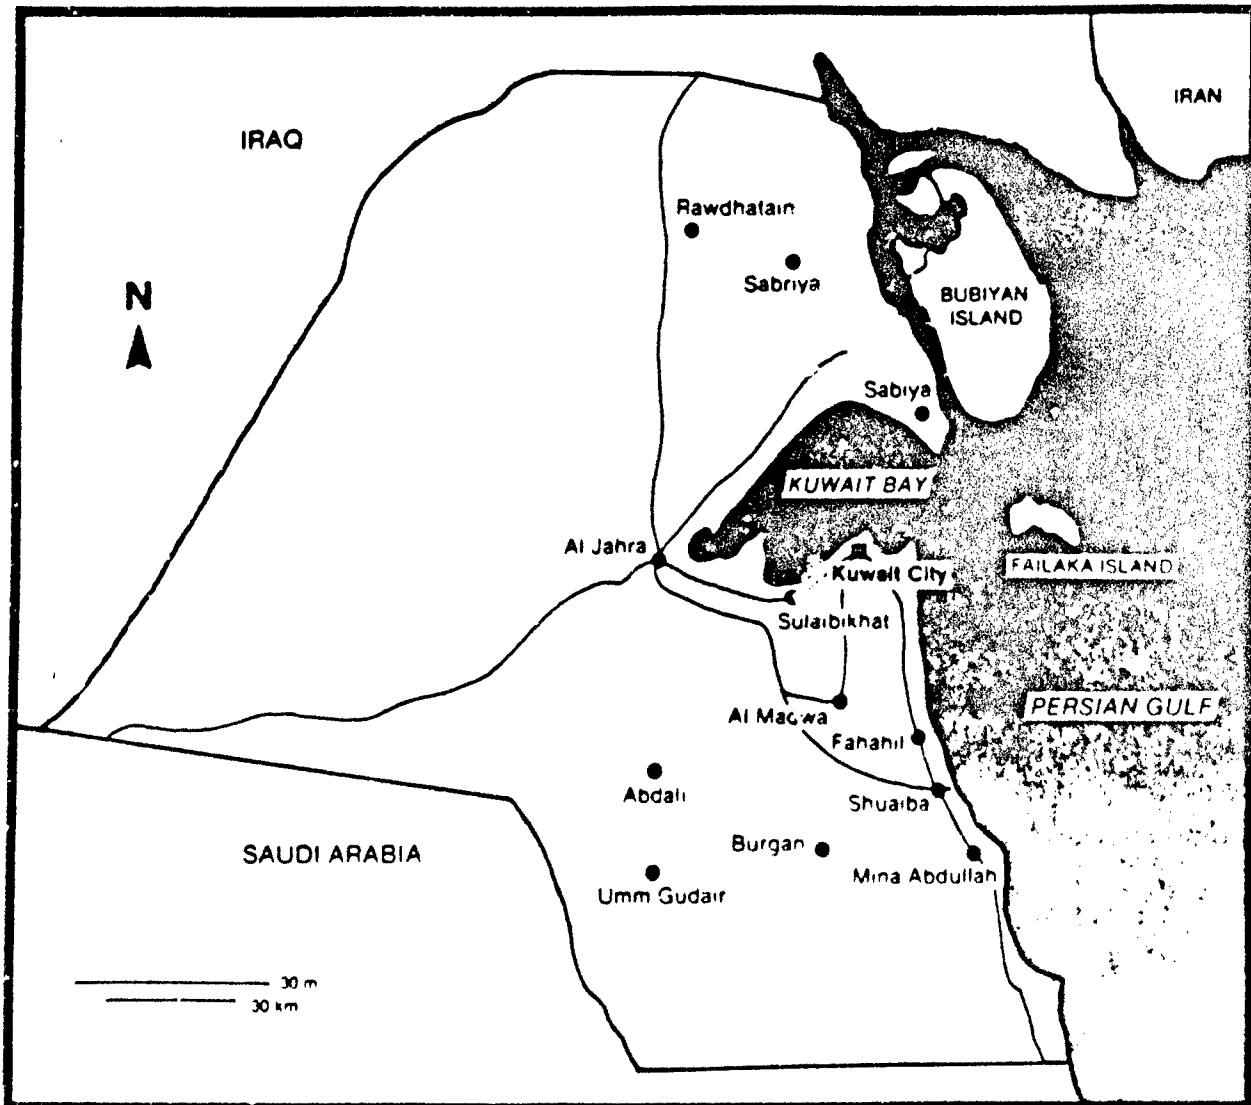 IRAN
IRAQ
Rawdhatain
N
Sabriya
BUBIYAN
ISLAND
Sabiya
KUWAIT BAY
Al Jahra
FAILAKA ISLAND
Kuwait City
Sulaibikhat
PERSIAN GULF
Al Maqwa
Fahahil
Abdali
Shuaiba
SAUDI ARABIA
Burgan
Mina Abdullah
Umm Gudair
30 m
30 km